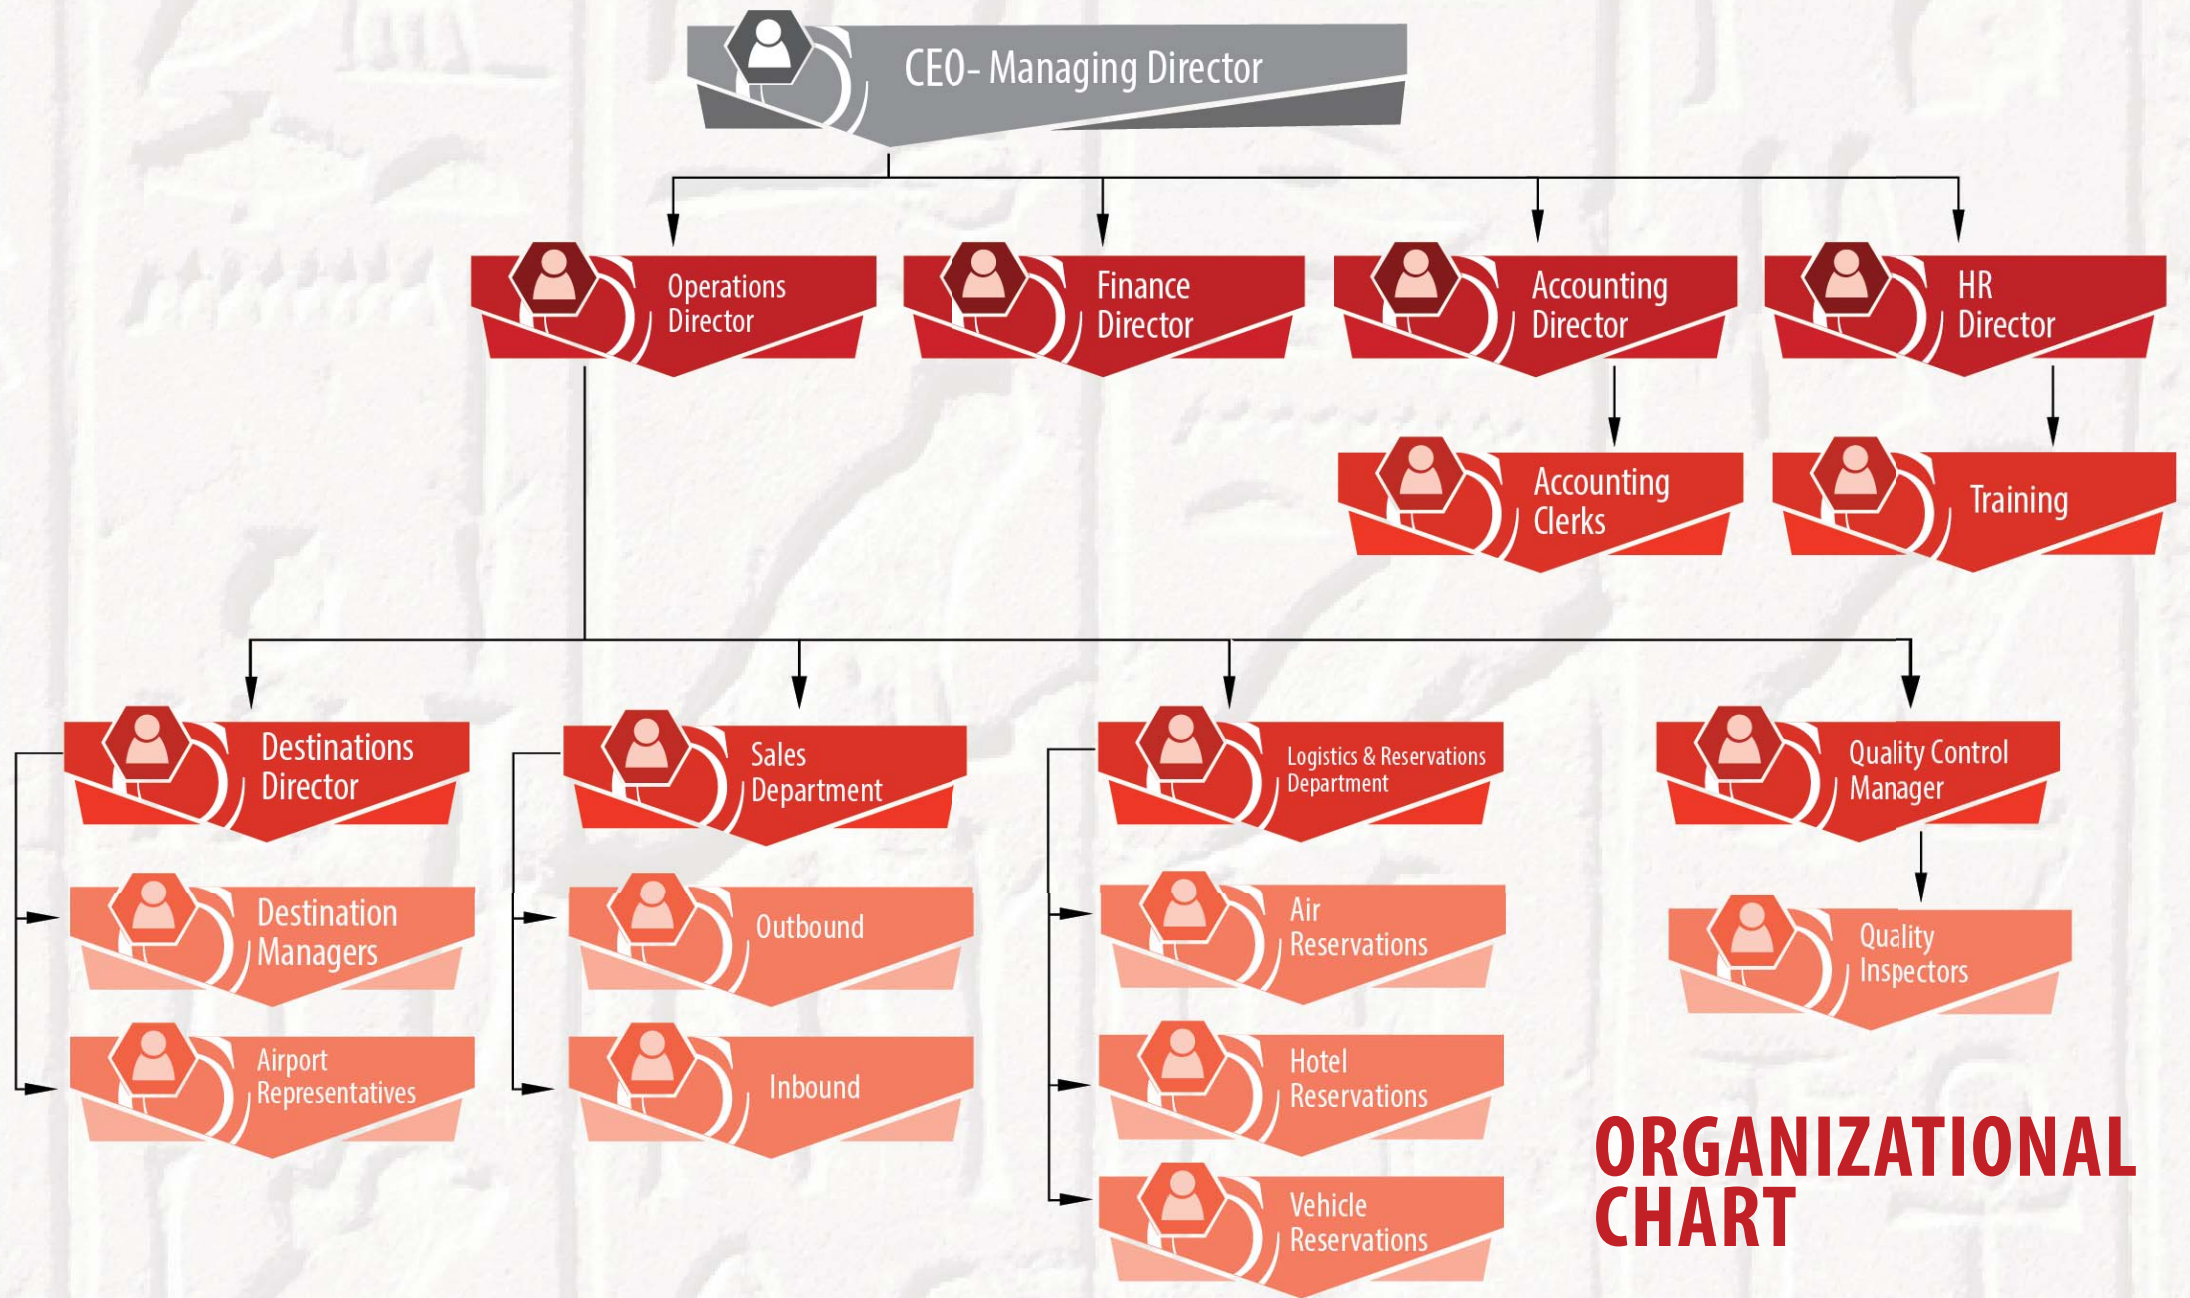 CEO- Managing Director
Operations
Director
Finance
Director
Accounting
Director
HR
Director
Accounting
Clerks
Training
Destinations
Director
Sales
Department
Logistics & Reservations
Department
Quality Control
Manager
Destination
Managers
Outbound
Air
Reservations
Quality
Inspectors
Airport
Representatives
Inbound
Hotel
Reservations
Vehicle
Reservations
ORGANIZATIONAL
CHART